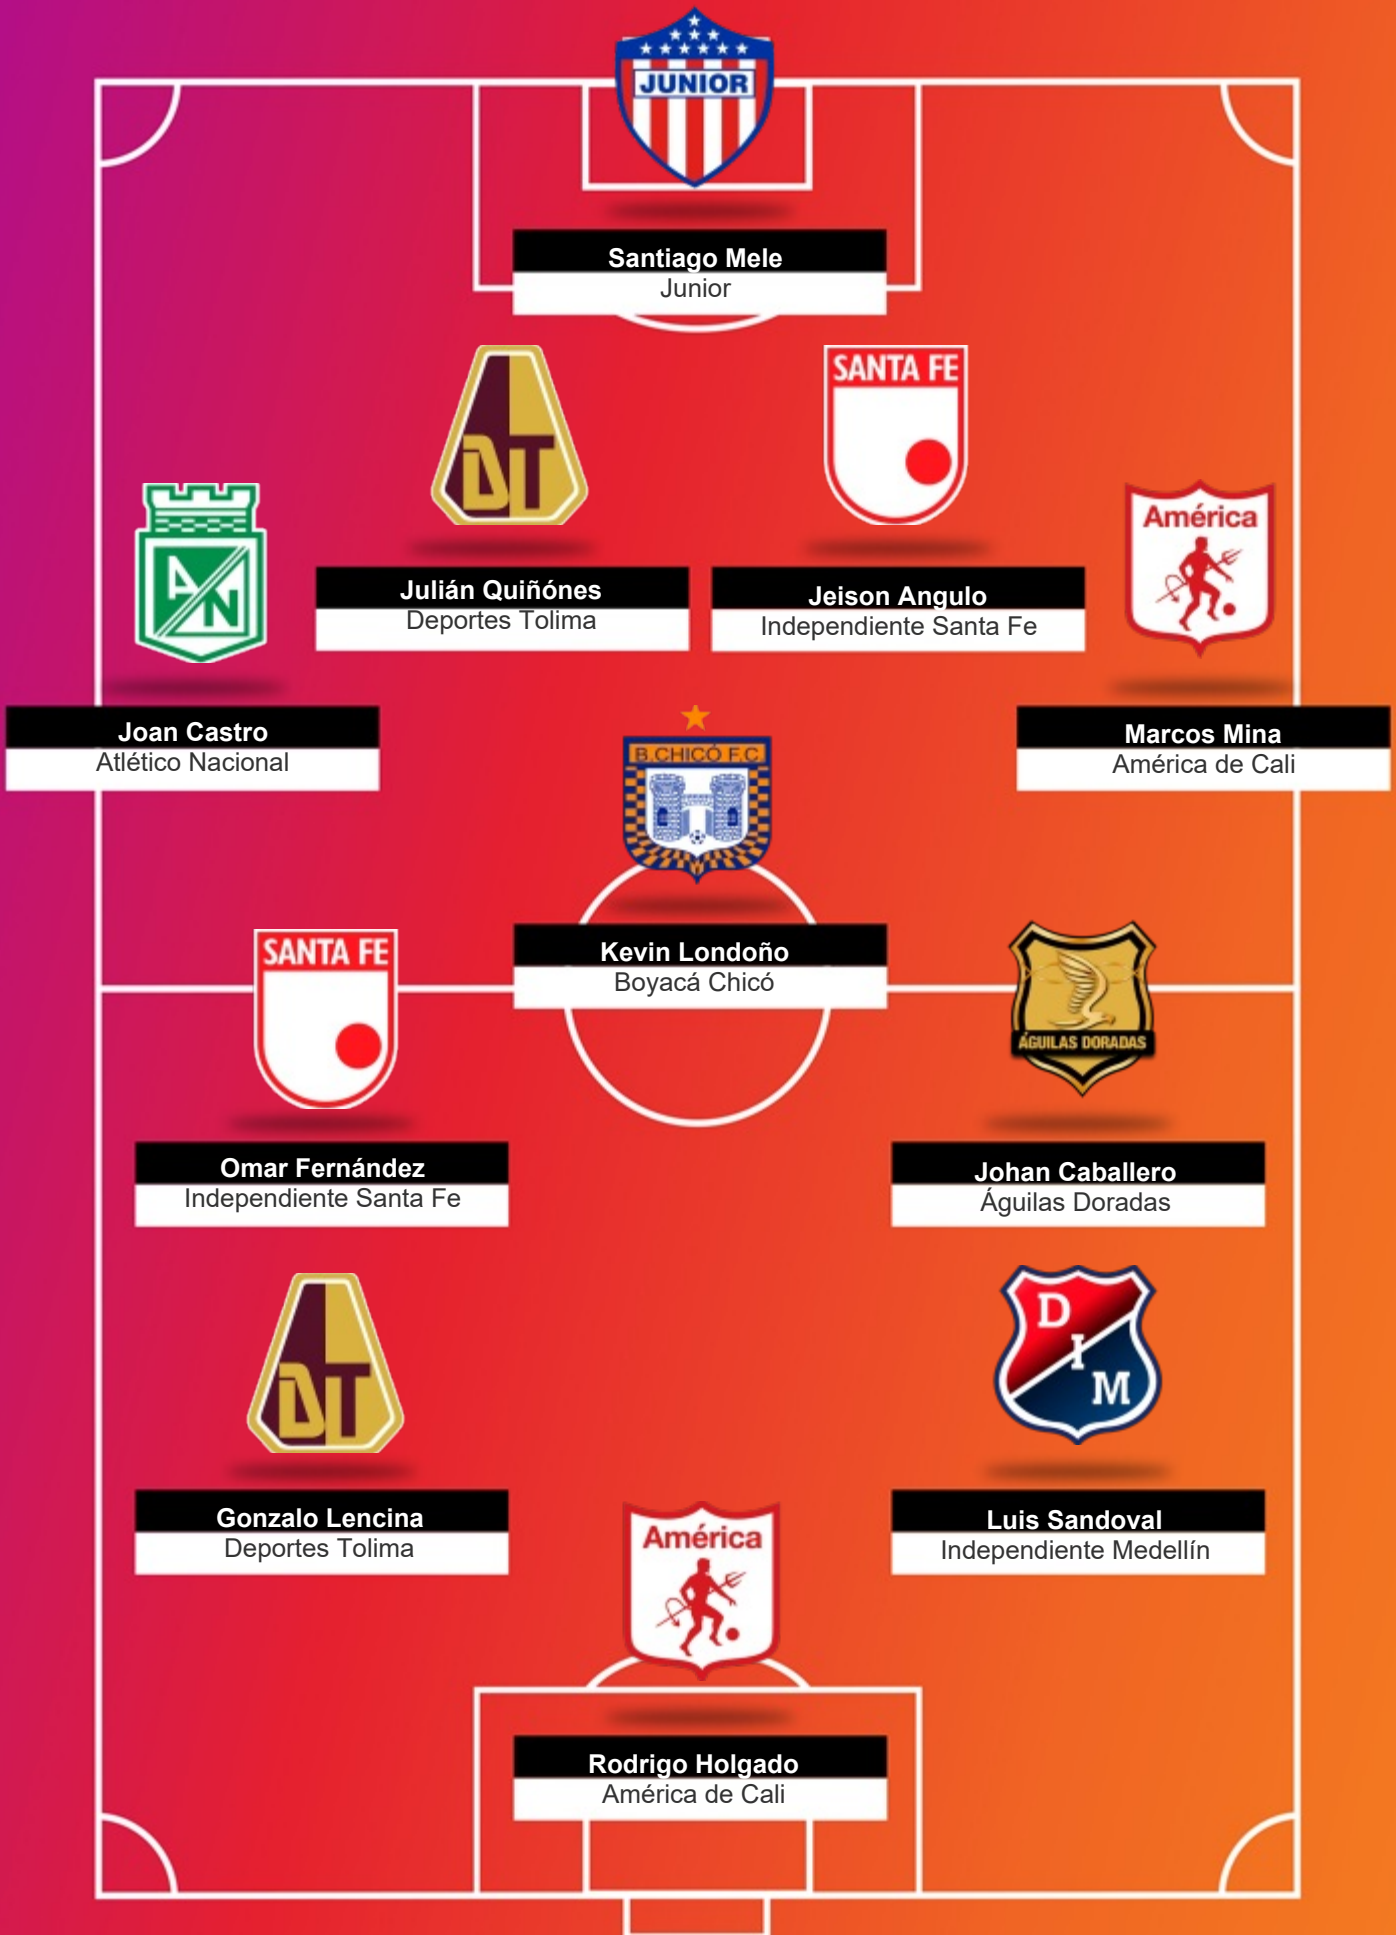 JUNIOR
Santiago Mele
Junior
DT
SANTA FE
Julián Quiñónes
Deportes Tolima
Jeison Angulo
Independiente Santa Fe
AN
América
Joan Castro
Atlético Nacional
Marcos Mina
América de Cali
B.CHICÓ F.C.
Kevin Londoño
Boyacá Chicó
SANTA FE
ÁGUILAS DORADAS
Omar Fernández
Independiente Santa Fe
Johan Caballero
Águilas Doradas
DT
DIM
Gonzalo Lencina
Deportes Tolima
Luis Sandoval
Independiente Medellín
América
Rodrigo Holgado
América de Cali